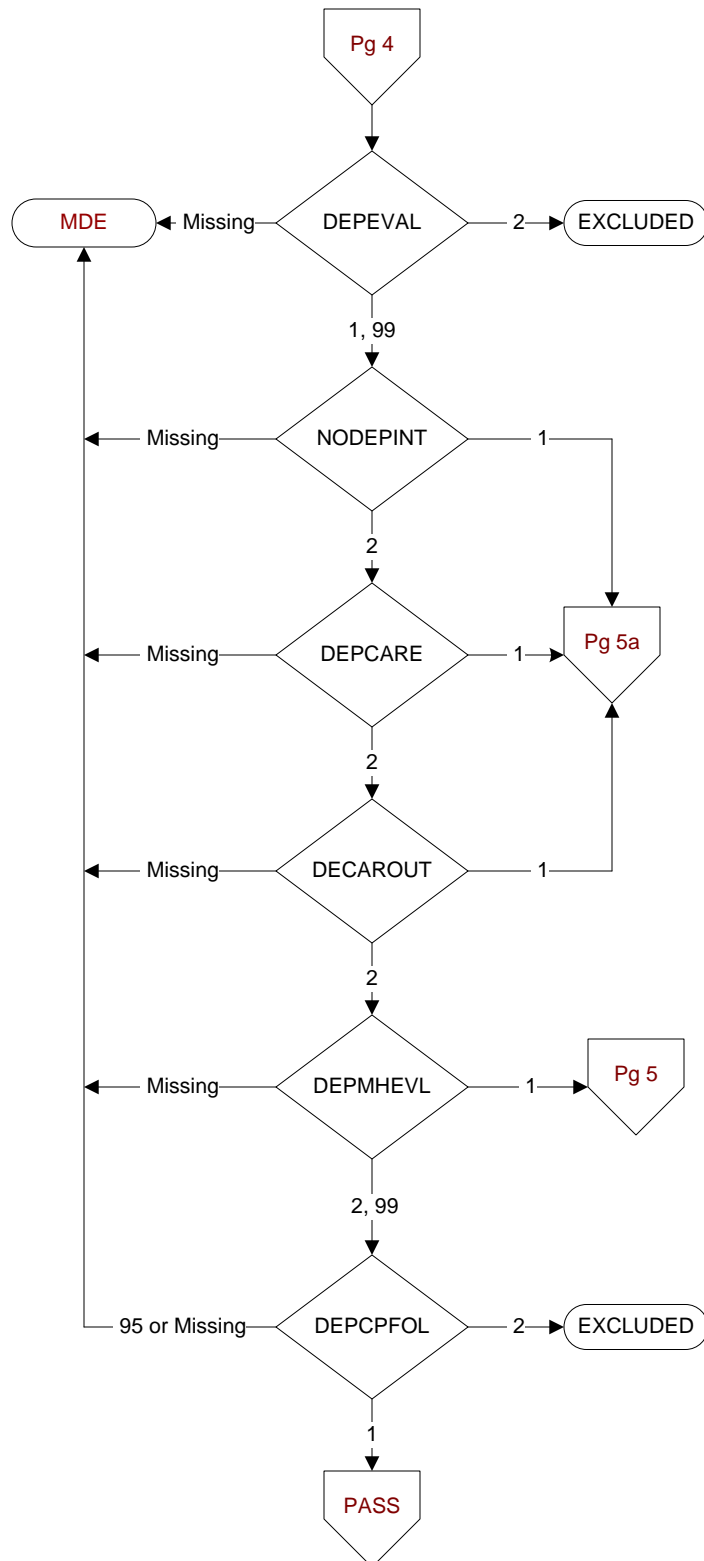 Pg 4
MDE
Missing
DEPEVAL
2
EXCLUDED
1, 99
Missing
NODEPINT
1
2
Missing
DEPCARE
1
Pg 5a
2
Missing
DECAROUT
1
2
Missing
DEPMHEVL
1
Pg 5
2, 99
95 or Missing
DEPCPFOL
2
EXCLUDED
1
PASS